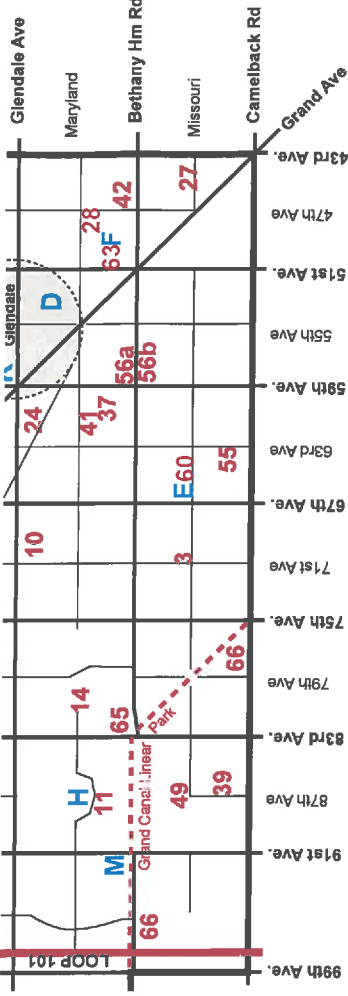 Glendale Ave
Maryland
Bethany Hm Rd
Missouri
Camelback Rd
Grand Ave
43rd Ave.
47th Ave
51st Ave.
55th Ave
59th Ave.
63rd Ave
67th Ave.
71st Ave
75th Ave.
79th Ave
83rd Ave.
87th Ave
91st Ave.
99th Ave.
Glendale
D
28
42
27
63
F
56a
56b
24
41
37
E
60
55
10
3
66
14
65
Park
Grand Canal Linear
H
11
49
39
M
66
LOOP 101